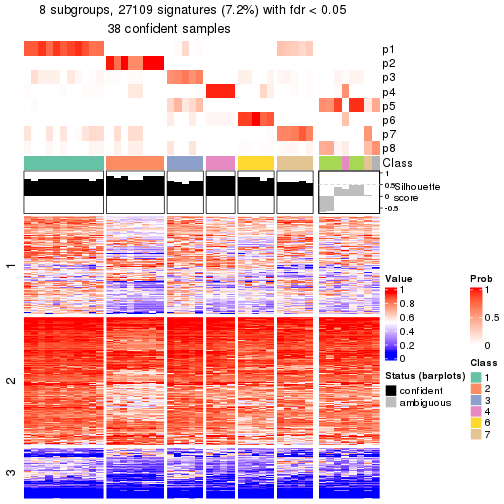 8 subgroups, 27109 signatures (7.2%) with fdr < 0.05
38 confident samples
p1
p2
p3
p4
p5
p6
p7
p8
Class
1
0.5
0
-0.5
Silhouette
score
1
2
3
Value
1
0.8
0.6
0.4
0.2
0
Status (barplots)
confident
ambiguous
Prob
1
0.5
0
Class
1
2
3
4
6
7